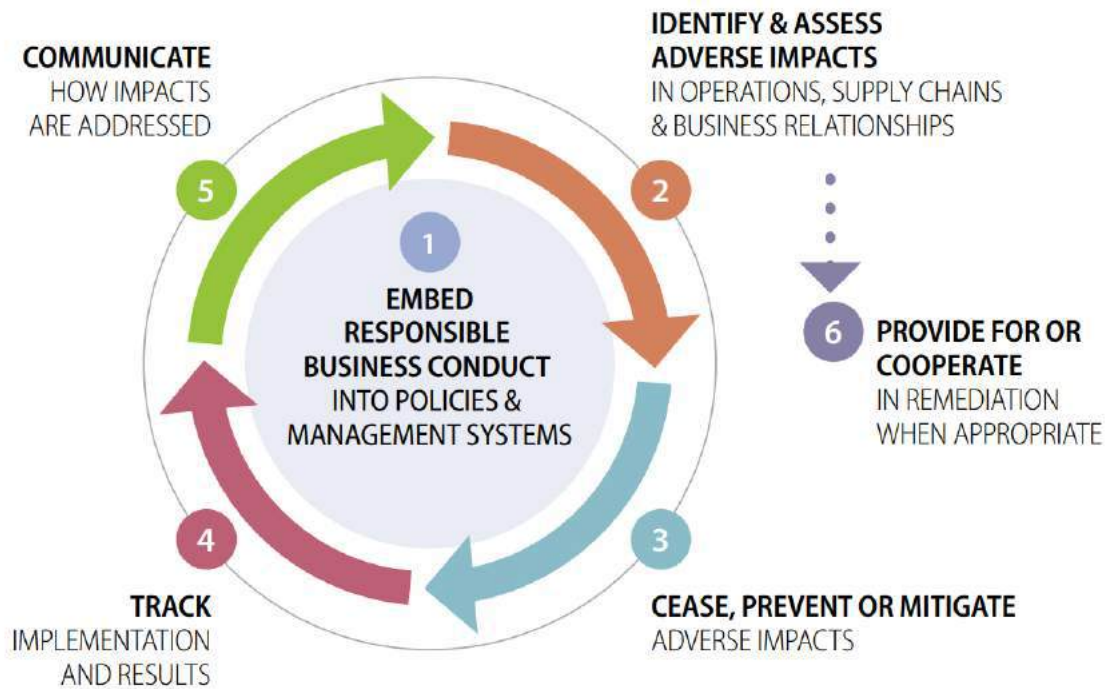 COMMUNICATE
HOW IMPACTS
ARE ADDRESSED
5
IDENTIFY & ASSESS
ADVERSE IMPACTS
IN OPERATIONS, SUPPLY CHAINS
& BUSINESS RELATIONSHIPS
2
1
EMBED
RESPONSIBLE
BUSINESS CONDUCT
INTO POLICIES &
MANAGEMENT SYSTEMS
6
PROVIDE FOR OR
COOPERATE
IN REMEDIATION
WHEN APPROPRIATE
4
TRACK
IMPLEMENTATION
AND RESULTS
3
CEASE, PREVENT OR MITIGATE
ADVERSE IMPACTS